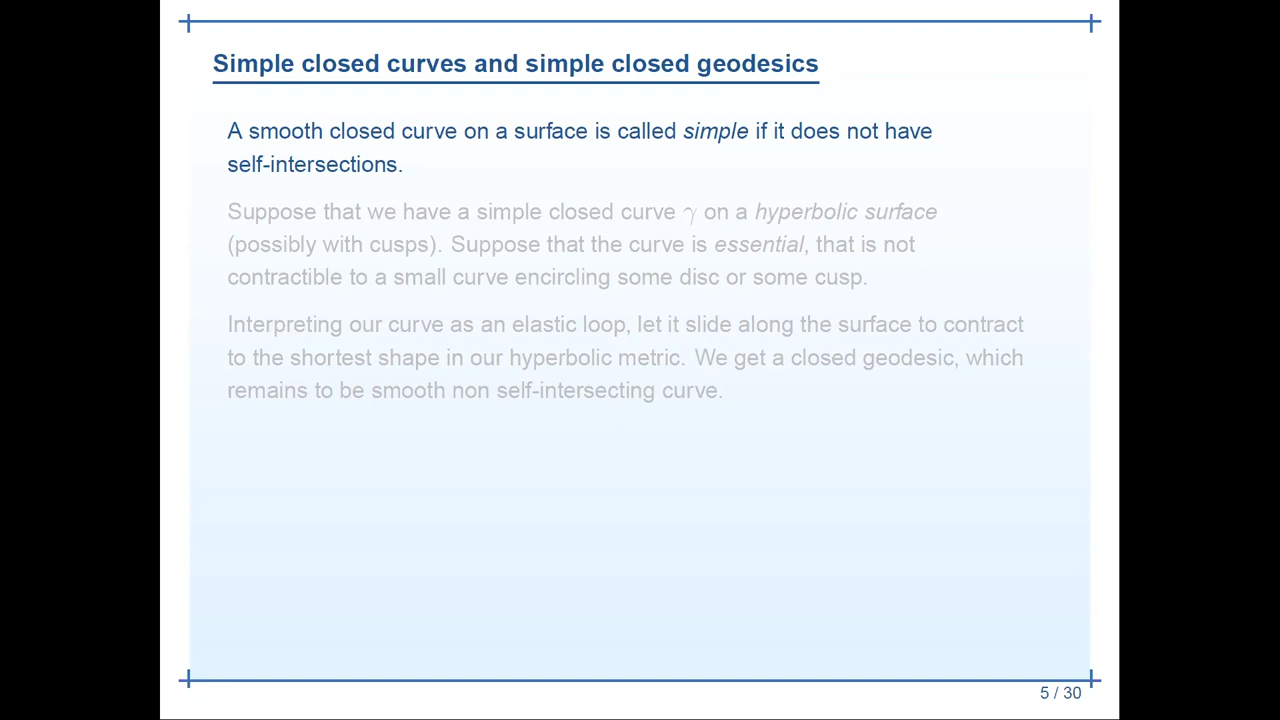 Simple closed curves and simple closed geodesics
A smooth closed curve on a surface is called simple if it does not have
self-intersections.
Suppose that we have a simple closed curve γ on a hyperbolic surface
(possibly with cusps). Suppose that the curve is essential, that is not
contractible to a small curve encircling some disc or some cusp.
Interpreting our curve as an elastic loop, let it slide along the surface to contract
to the shortest shape in our hyperbolic metric. We get a closed geodesic, which
remains to be smooth non self-intersecting curve.
5 / 30